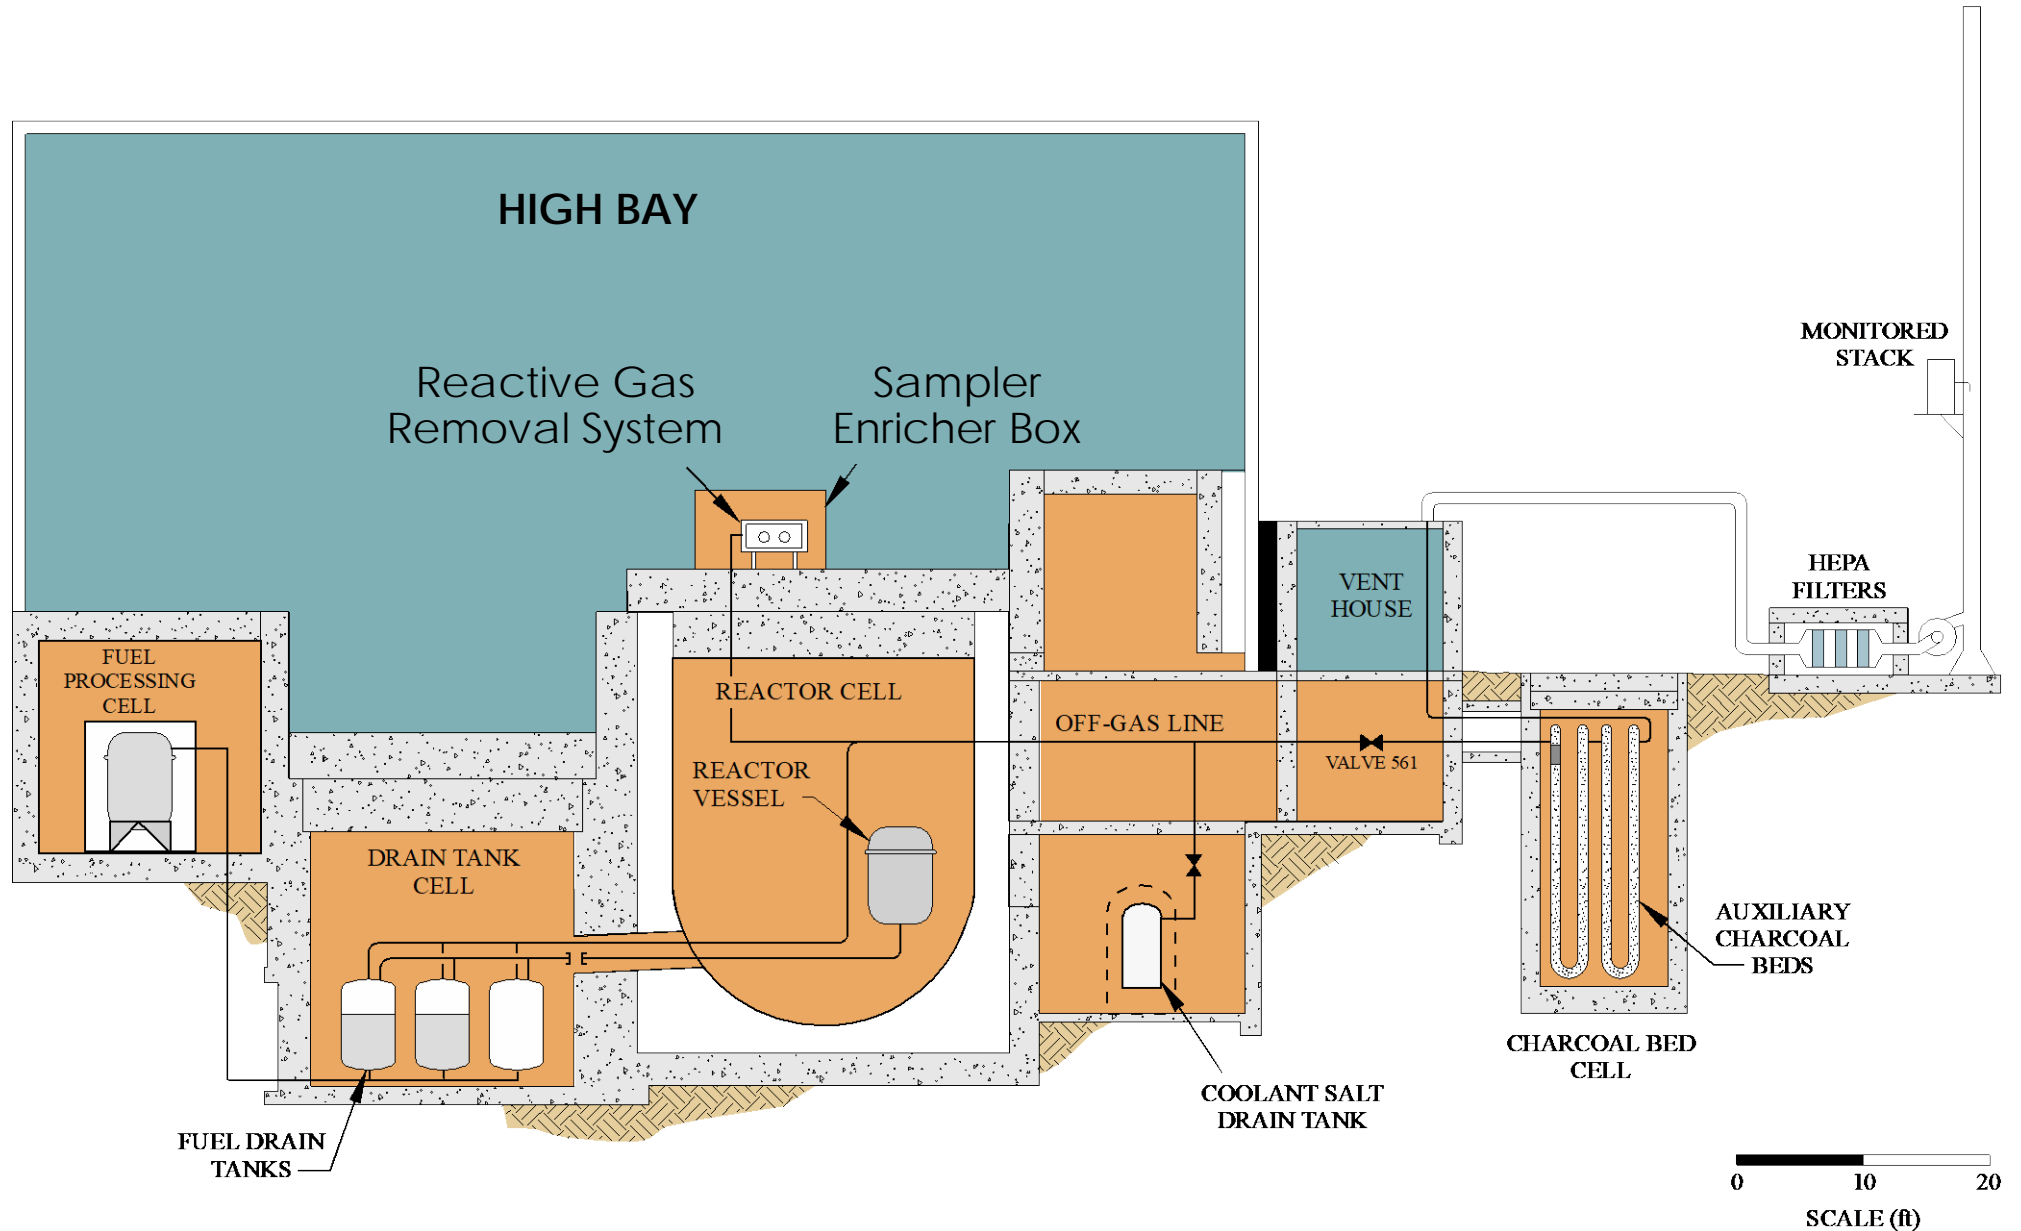 HIGH BAY
MONITORED
STACK
Reactive Gas
Removal System
Sampler
Enricher Box
HEPA
FILTERS
VENT
HOUSE
FUEL
PROCESSING
CELL
REACTOR CELL
OFF-GAS LINE
REACTOR
VESSEL
VALVE 561
DRAIN TANK
CELL
AUXILIARY
CHARCOAL
BEDS
CHARCOAL BED
CELL
COOLANT SALT
DRAIN TANK
FUEL DRAIN
TANKS
0 10 20
SCALE (ft)